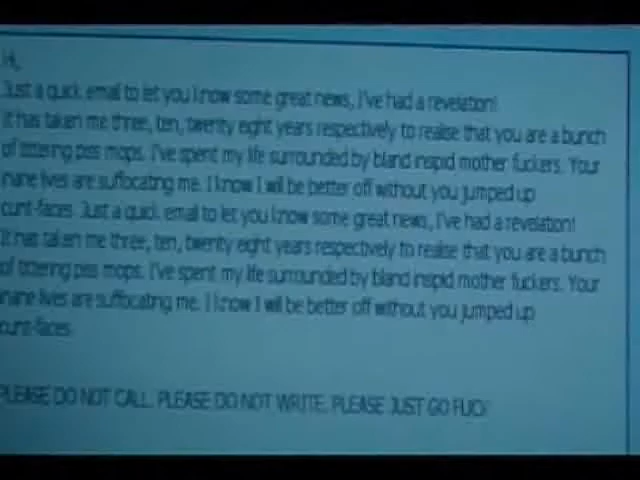 Hi,
Just a quick email to let you know some great news, I've had a revelation!
It has taken me three, ten, twenty eight years respectively to realise that you are a bunch
of tottering piss mops. I've spent my life surrounded by bland insipid mother fuckers. Your
inane lives are suffocating me. I know I will be better off without you jumped up
cunt-faces. Just a quick email to let you know some great news, I've had a revelation!
It has taken me three, ten, twenty eight years respectively to realise that you are a bunch
of tottering piss mops. I've spent my life surrounded by bland insipid mother fuckers. Your
inane lives are suffocating me. I know I will be better off without you jumped up
cunt-faces.
PLEASE DO NOT CALL. PLEASE DO NOT WRITE. PLEASE JUST GO FUCK